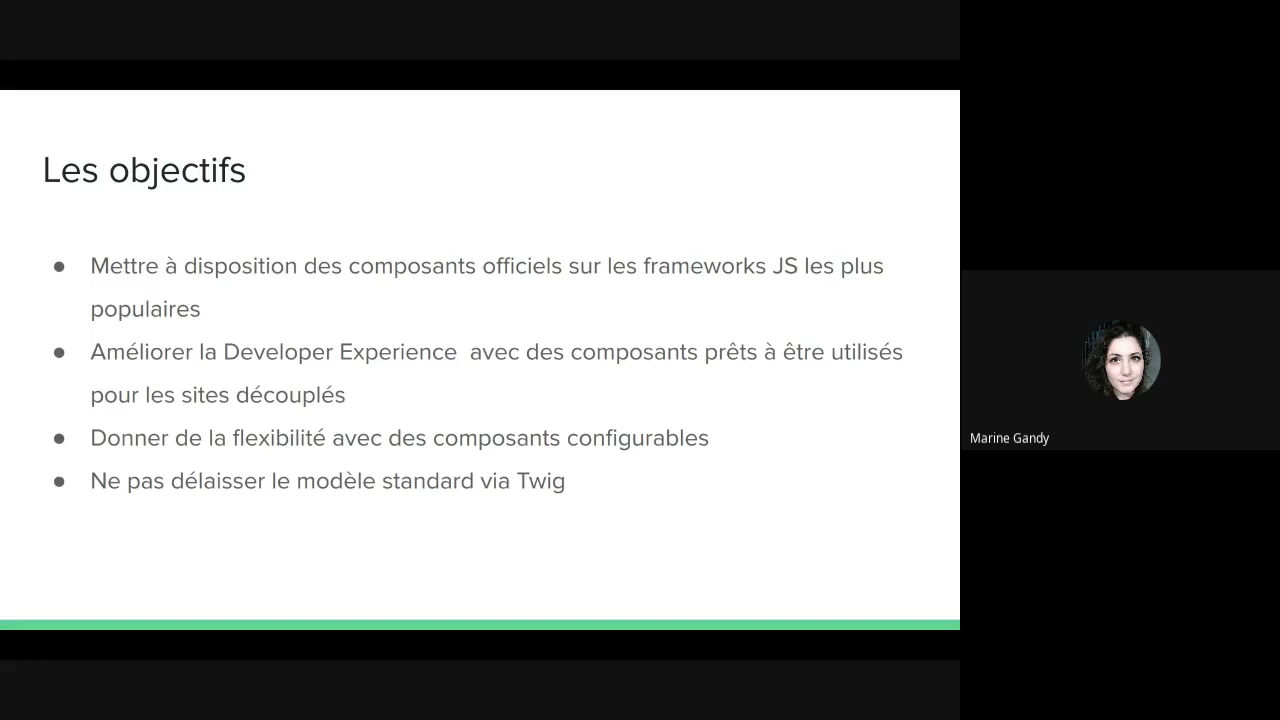 Les objectifs
● Mettre à disposition des composants officiels sur les frameworks JS les plus
populaires
● Améliorer la Developer Experience  avec des composants prêts à être utilisés
pour les sites découplés
● Donner de la flexibilité avec des composants configurables
● Ne pas délaisser le modèle standard via Twig
Marine Gandy